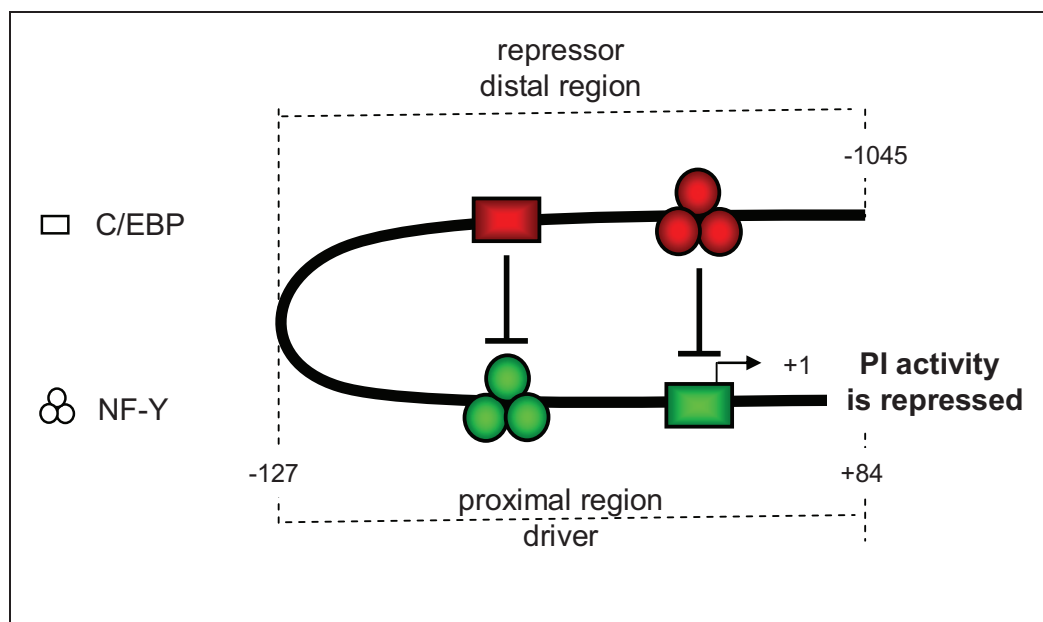 repressor
distal region
-1045
C/EBP
+1
PI activity
is repressed
NF-Y
-127
+84
proximal region
driver